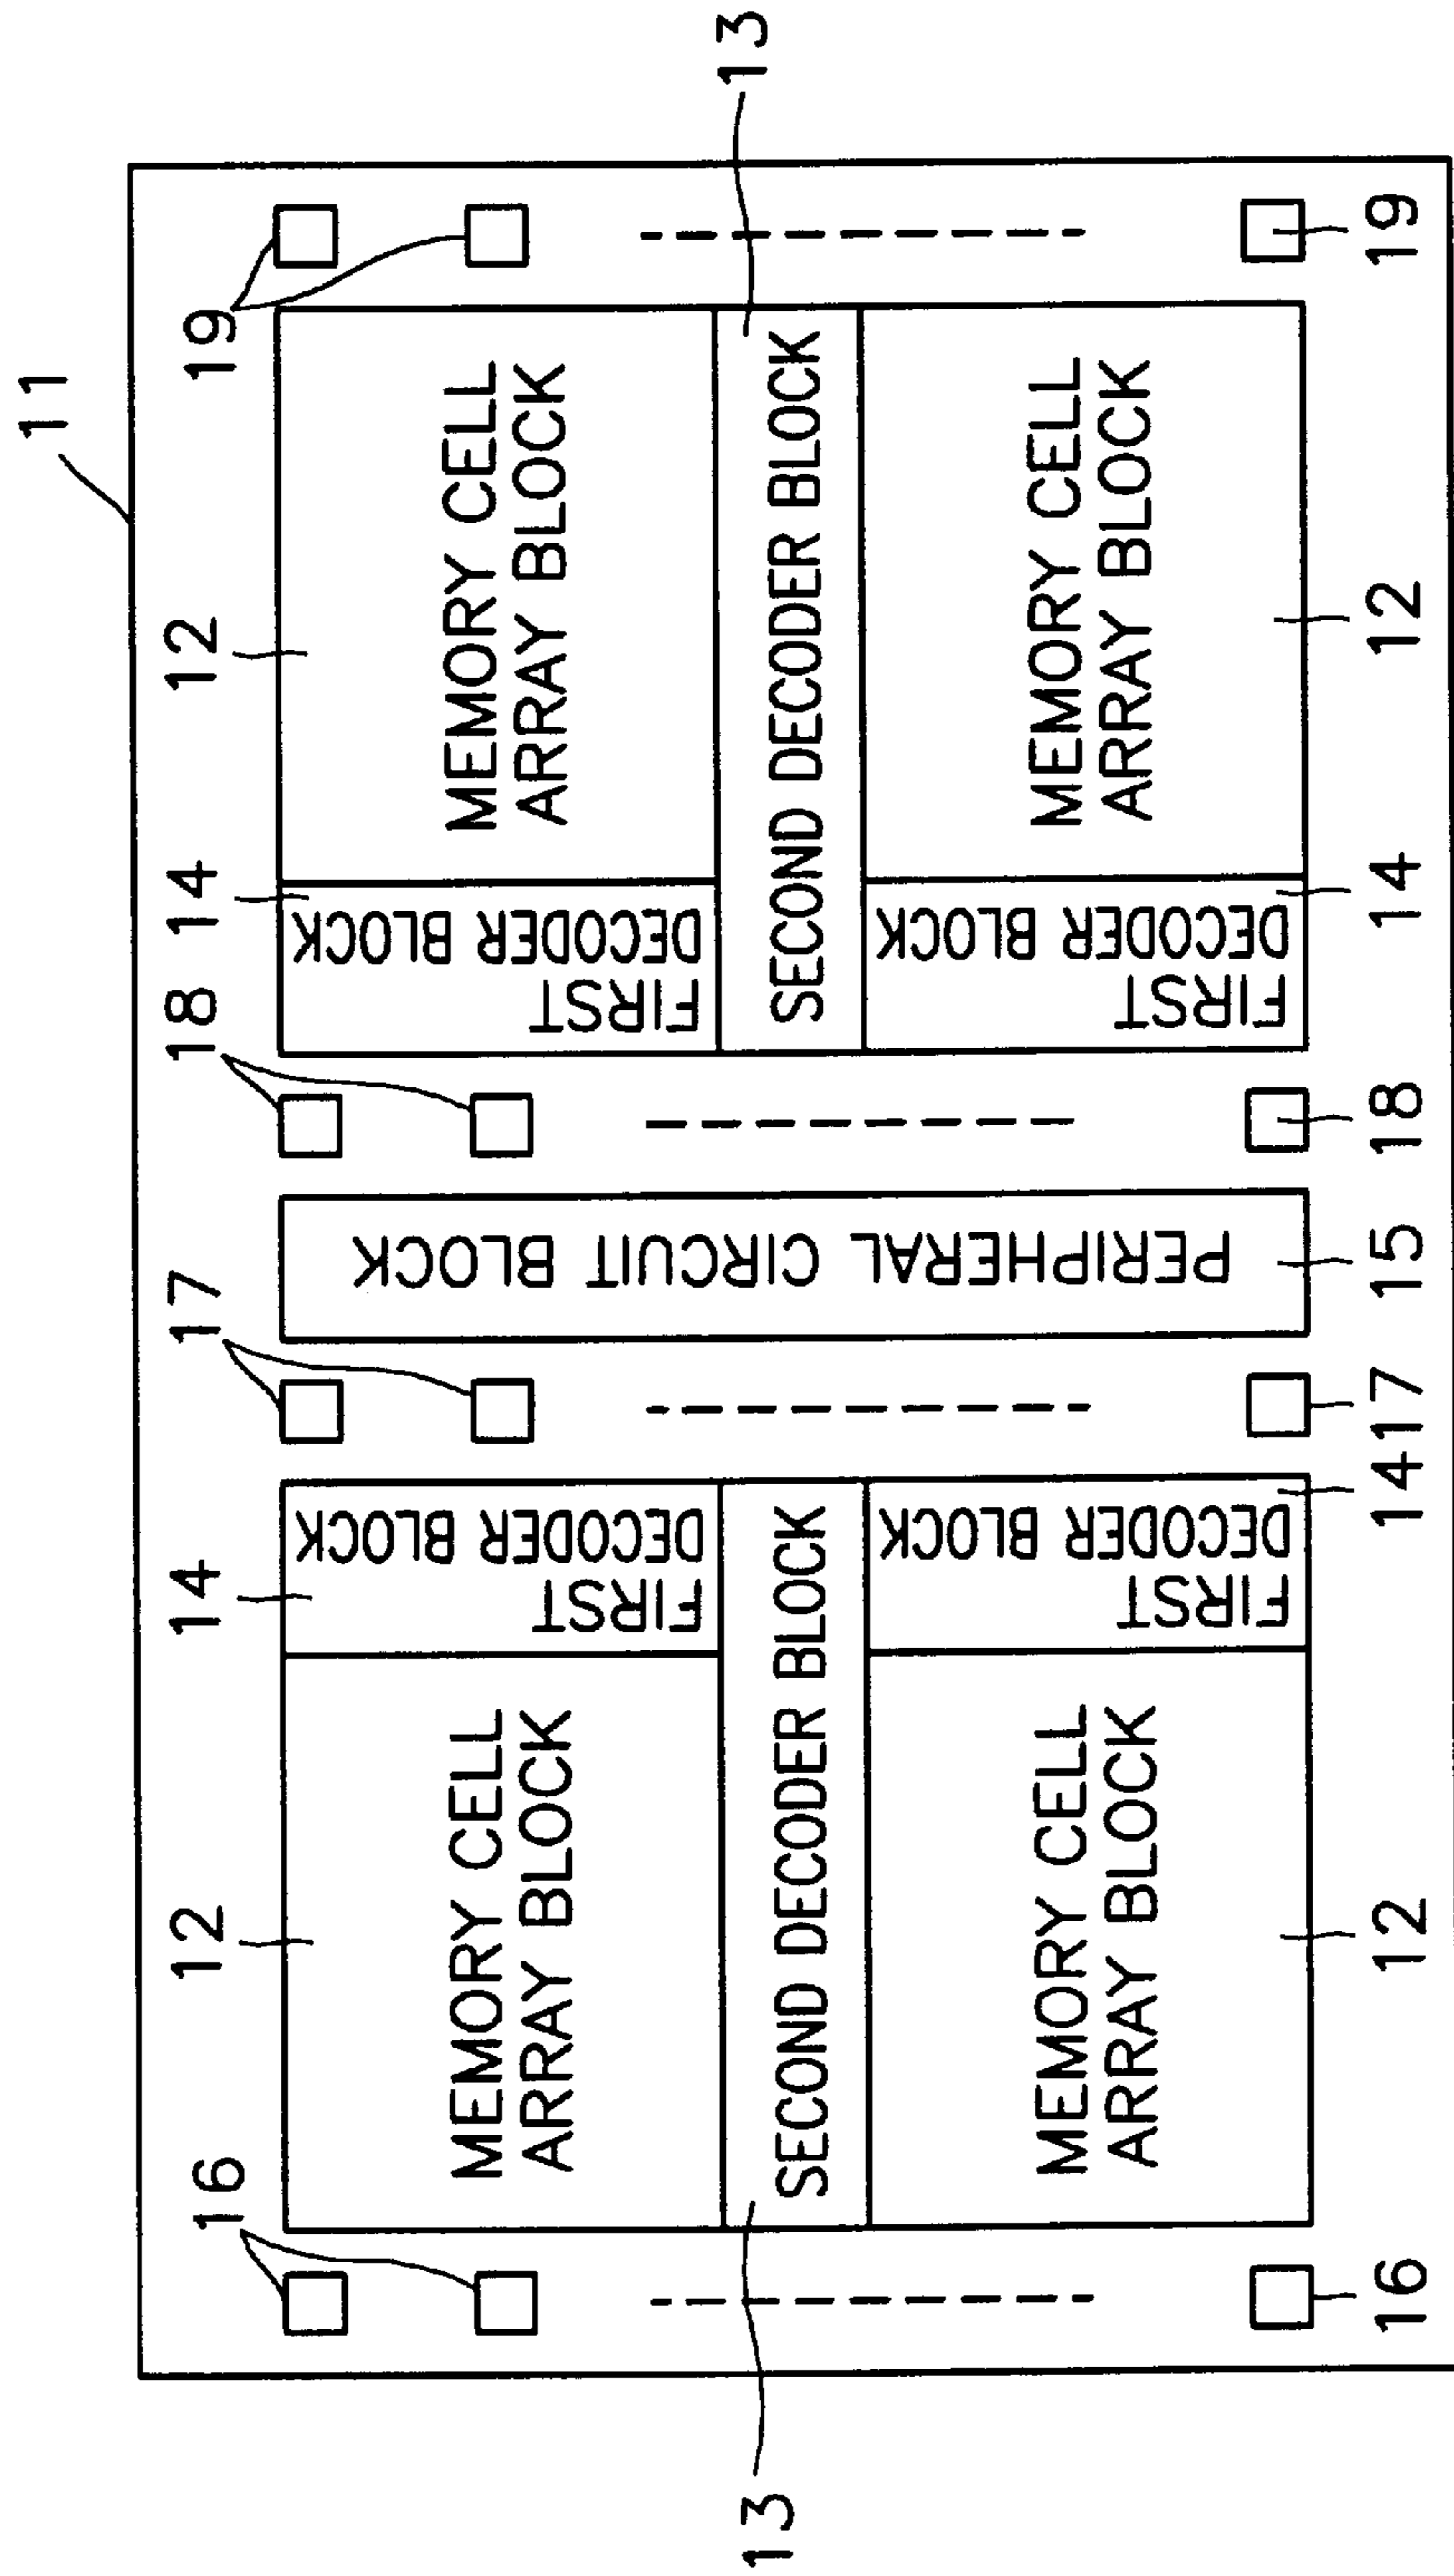 11
16
12
14
17
18
14
12
19
MEMORY CELL
ARRAY BLOCK
FIRST
DECODER BLOCK
PERIPHERAL CIRCUIT BLOCK
FIRST
DECODER BLOCK
MEMORY CELL
ARRAY BLOCK
13
SECOND DECODER BLOCK
SECOND DECODER BLOCK
13
MEMORY CELL
ARRAY BLOCK
FIRST
DECODER BLOCK
FIRST
DECODER BLOCK
MEMORY CELL
ARRAY BLOCK
16
12
14
17
15
18
14
12
19